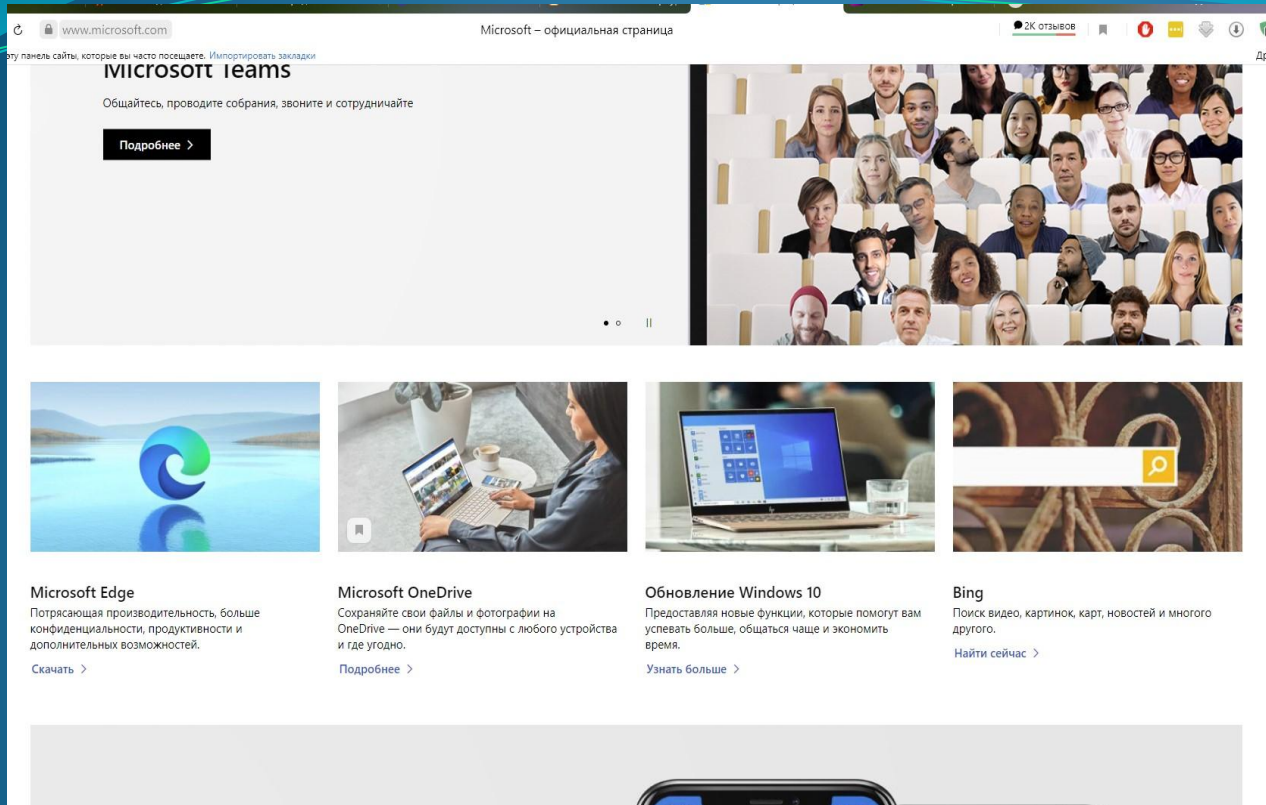 www.microsoft.com
Microsoft – официальная страница
2K отзывов
эту панель сайты, которые вы часто посещаете. Импортировать закладки
Microsoft Teams
Общайтесь, проводите собрания, звоните и сотрудничайте
Подробнее >
Microsoft Edge
Потрясающая производительность, больше
конфиденциальности, продуктивности и
дополнительных возможностей.
Скачать >
Microsoft OneDrive
Сохраняйте свои файлы и фотографии на
OneDrive — они будут доступны с любого устройства
и где угодно.
Подробнее >
Обновление Windows 10
Предоставляя новые функции, которые помогут вам
успевать больше, общаться чаще и экономить
время.
Узнать больше >
Bing
Поиск видео, картинок, карт, новостей и многого
другого.
Найти сейчас >